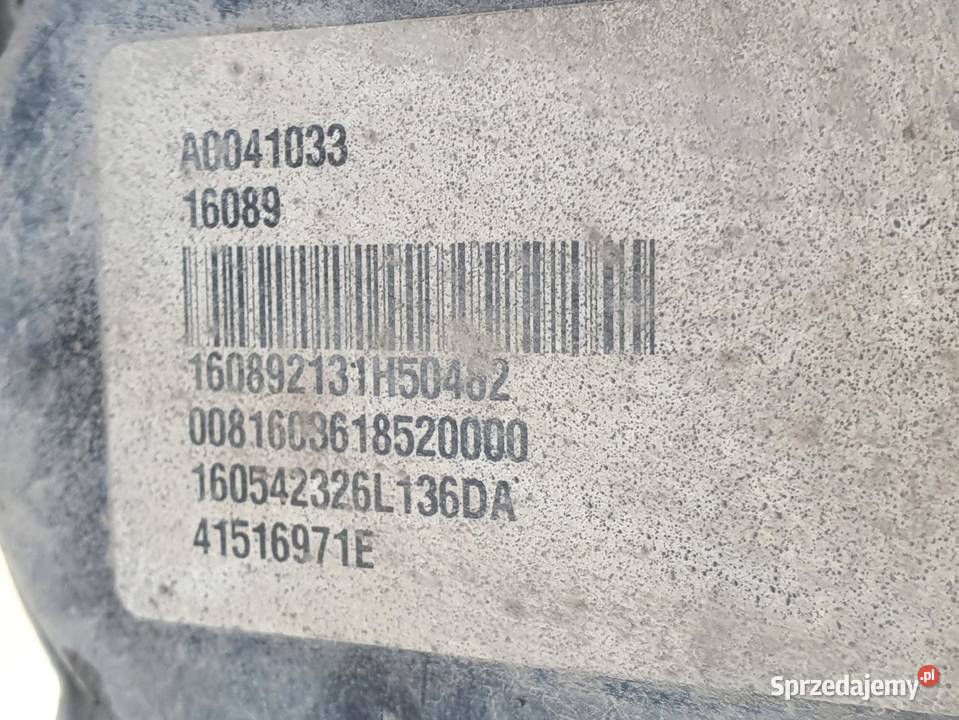 A0041033
16089
160892131H50482
0081603618520000
160542326L136DA
41516971E
Sprzedajemy.pl